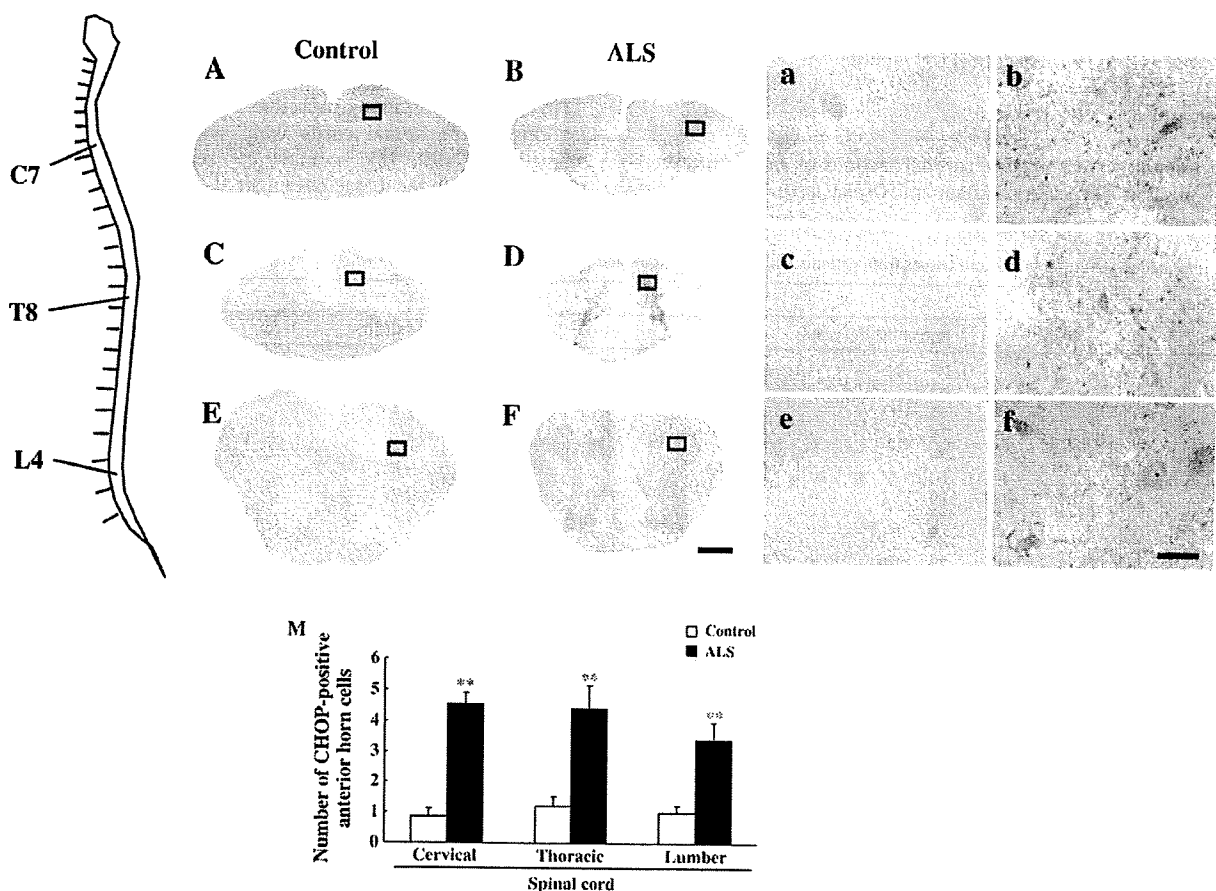 Control
ALS
A
B
a
b
C7
C
D
c
d
T8
E
F
e
f
L4
M
Control
ALS
Number of CHOP-positive
anterior horn cells
6
5
4
3
2
1
0
**
**
**
Cervical
Thoracic
Lumber
Spinal cord